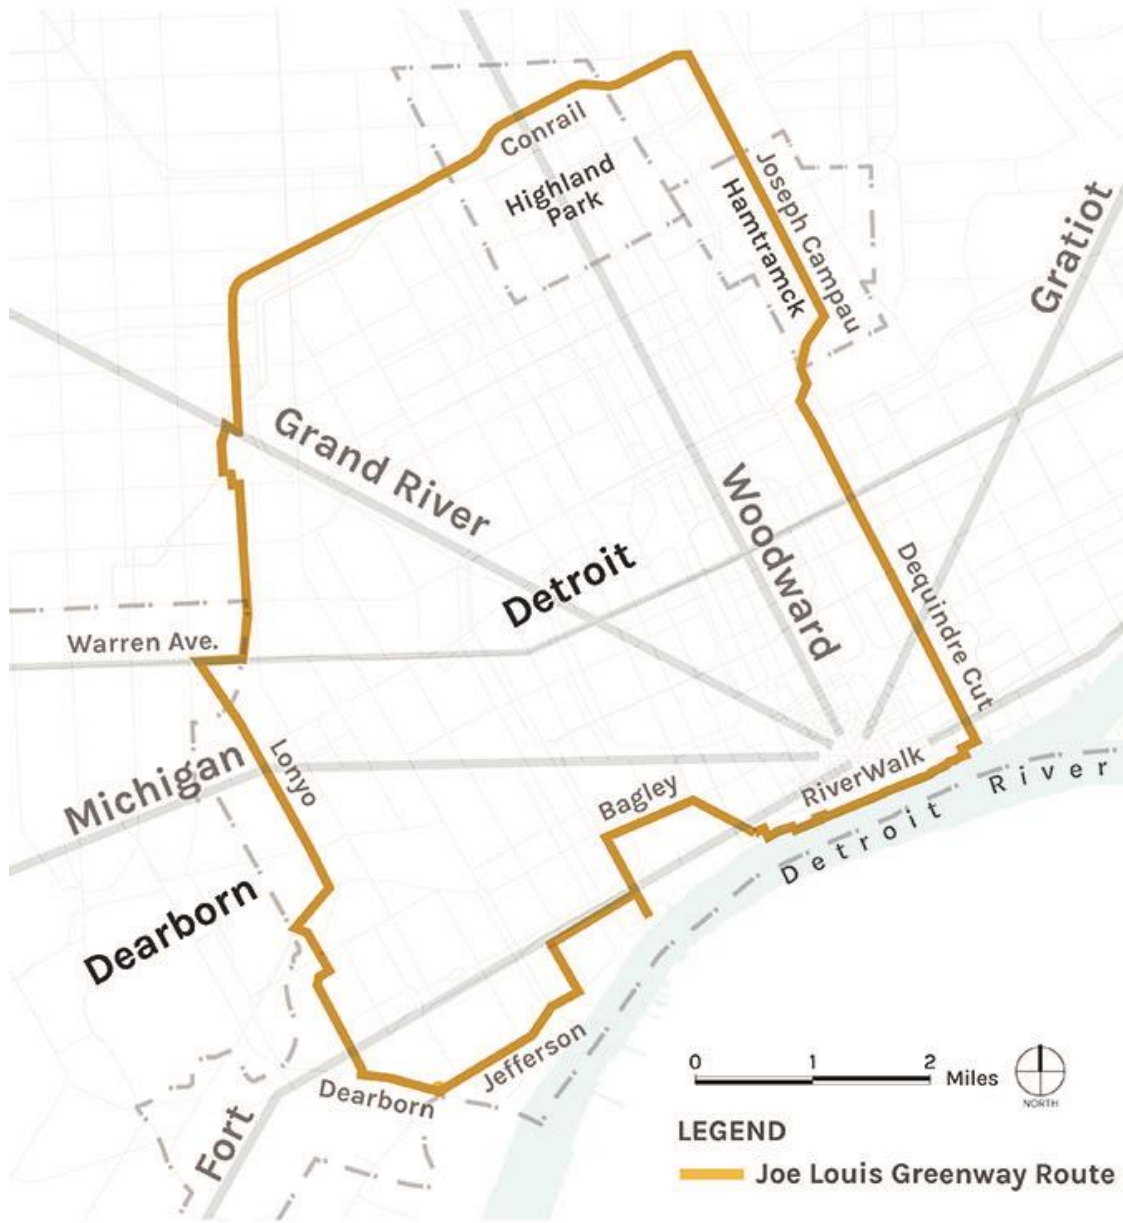 Conrail
Highland
Park
Joseph Campau
Hamtramck
Gratiot
Grand River
Woodward
Detroit
Dequindre Cut
Warren Ave.
Lonyo
Michigan
RiverWalk
Bagley
Detroit River
Dearborn
Jefferson
Dearborn
Fort
0 1 2 Miles
NORTH
LEGEND
Joe Louis Greenway Route